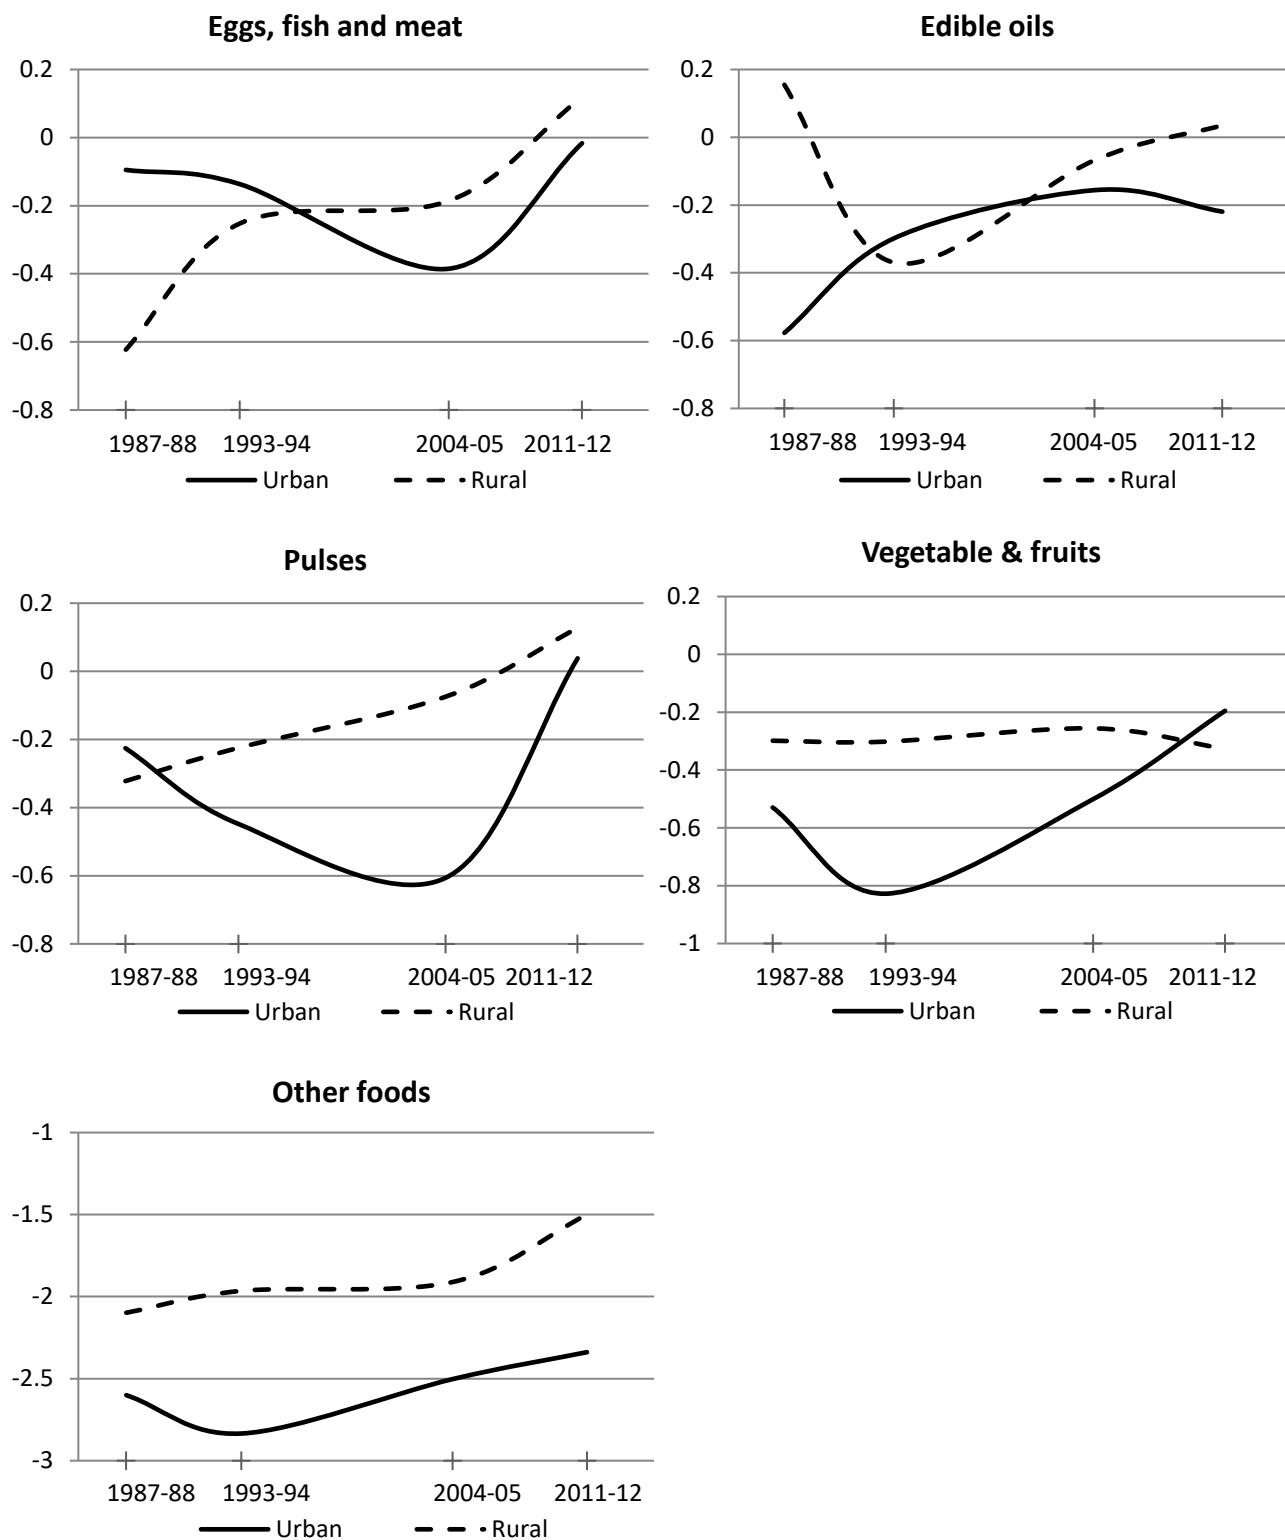 Eggs, fish and meat
0.2
0
-0.2
-0.4
-0.6
-0.8
1987-88 1993-94 2004-05 2011-12
Urban Rural
Edible oils
0.2
0
-0.2
-0.4
-0.6
-0.8
1987-88 1993-94 2004-05 2011-12
Urban Rural
Pulses
0.2
0
-0.2
-0.4
-0.6
-0.8
1987-88 1993-94 2004-05 2011-12
Urban Rural
Vegetable & fruits
0.2
0
-0.2
-0.4
-0.6
-0.8
-1
1987-88 1993-94 2004-05 2011-12
Urban Rural
Other foods
-1
-1.5
-2
-2.5
-3
1987-88 1993-94 2004-05 2011-12
Urban Rural